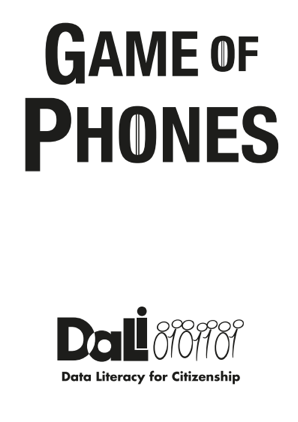 GAME OF
PHONES
DaLi
Data Literacy for Citizenship